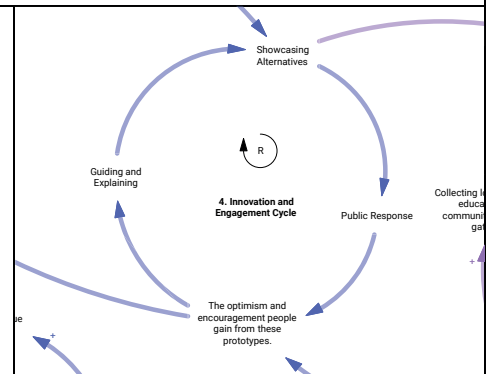 Showcasing
Alternatives
R
Guiding and
Explaining
4. Innovation and
Engagement Cycle
Public Response
Collecting
+
The optimism and
encouragement people
gain from these
prototypes.
+